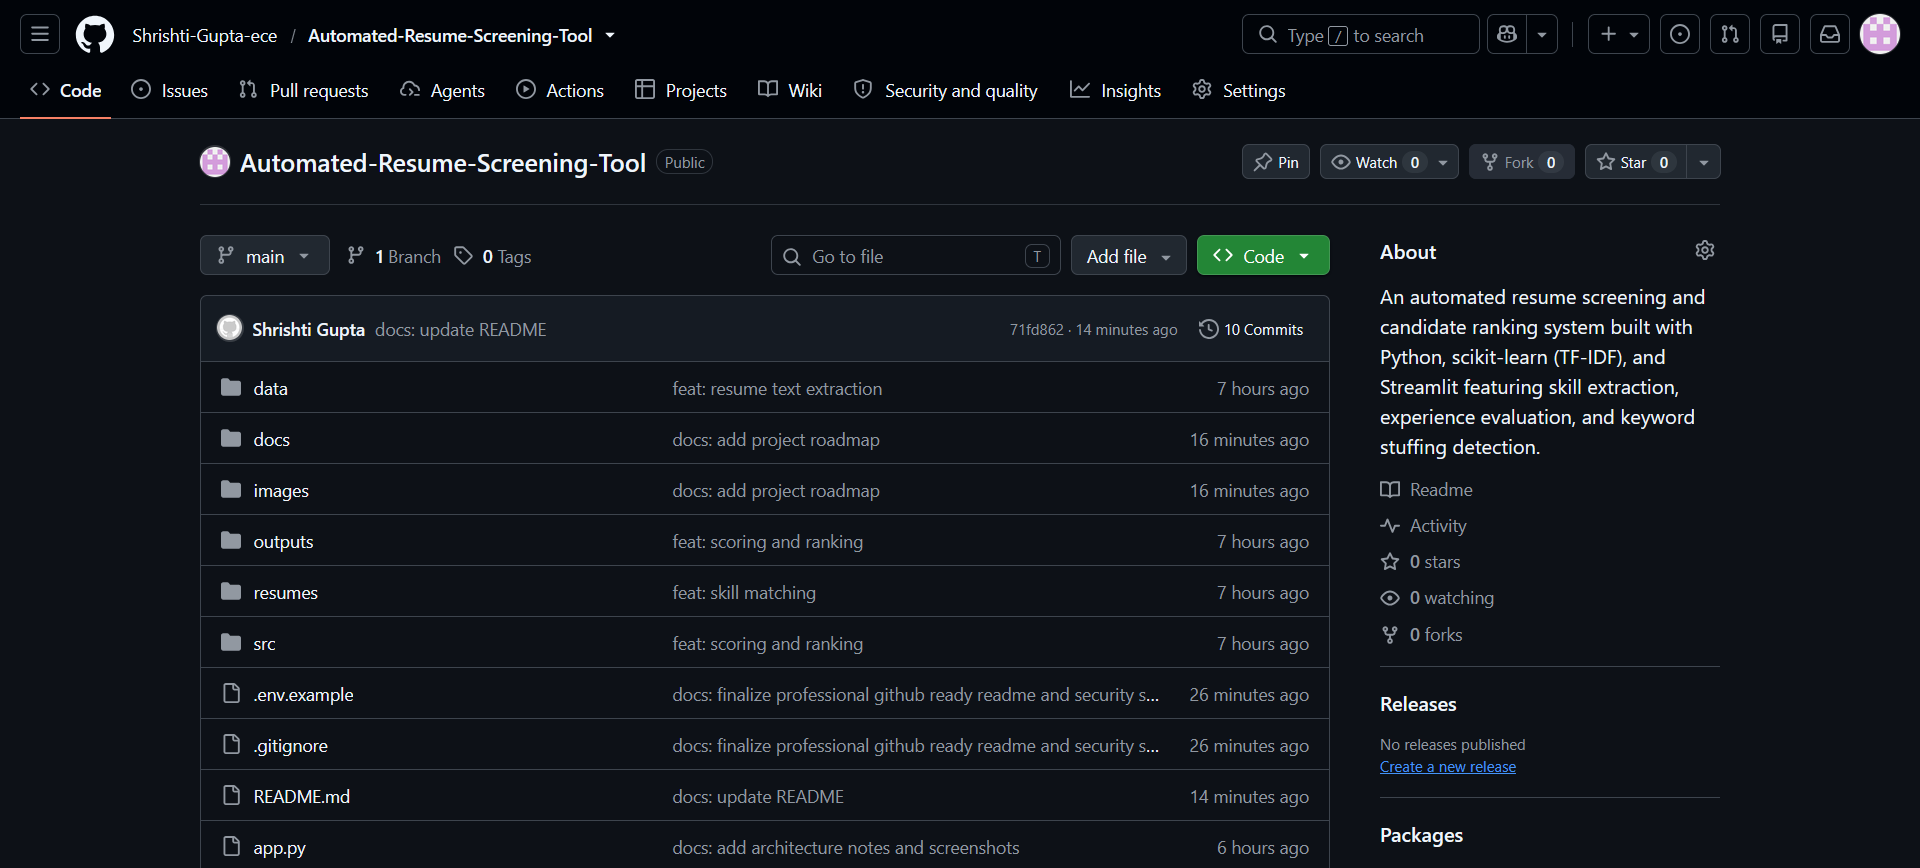 Shrishti-Gupta-ece / Automated-Resume-Screening-Tool
Type / to search
Code Issues Pull requests Agents Actions Projects Wiki Security and quality Insights Settings
Automated-Resume-Screening-Tool Public
Pin Watch 0 Fork 0 Star 0
main 1 Branch 0 Tags
Go to file T Add file Code
Shrishti Gupta docs: update README 71fd862 · 14 minutes ago 10 Commits
data feat: resume text extraction 7 hours ago
docs docs: add project roadmap 16 minutes ago
images docs: add project roadmap 16 minutes ago
outputs feat: scoring and ranking 7 hours ago
resumes feat: skill matching 7 hours ago
src feat: scoring and ranking 7 hours ago
.env.example docs: finalize professional github ready readme and security s... 26 minutes ago
.gitignore docs: finalize professional github ready readme and security s... 26 minutes ago
README.md docs: update README 14 minutes ago
app.py docs: add architecture notes and screenshots 6 hours ago
About
An automated resume screening and
candidate ranking system built with
Python, scikit-learn (TF-IDF), and
Streamlit featuring skill extraction,
experience evaluation, and keyword
stuffing detection.
Readme
Activity
0 stars
0 watching
0 forks
Releases
No releases published
Create a new release
Packages